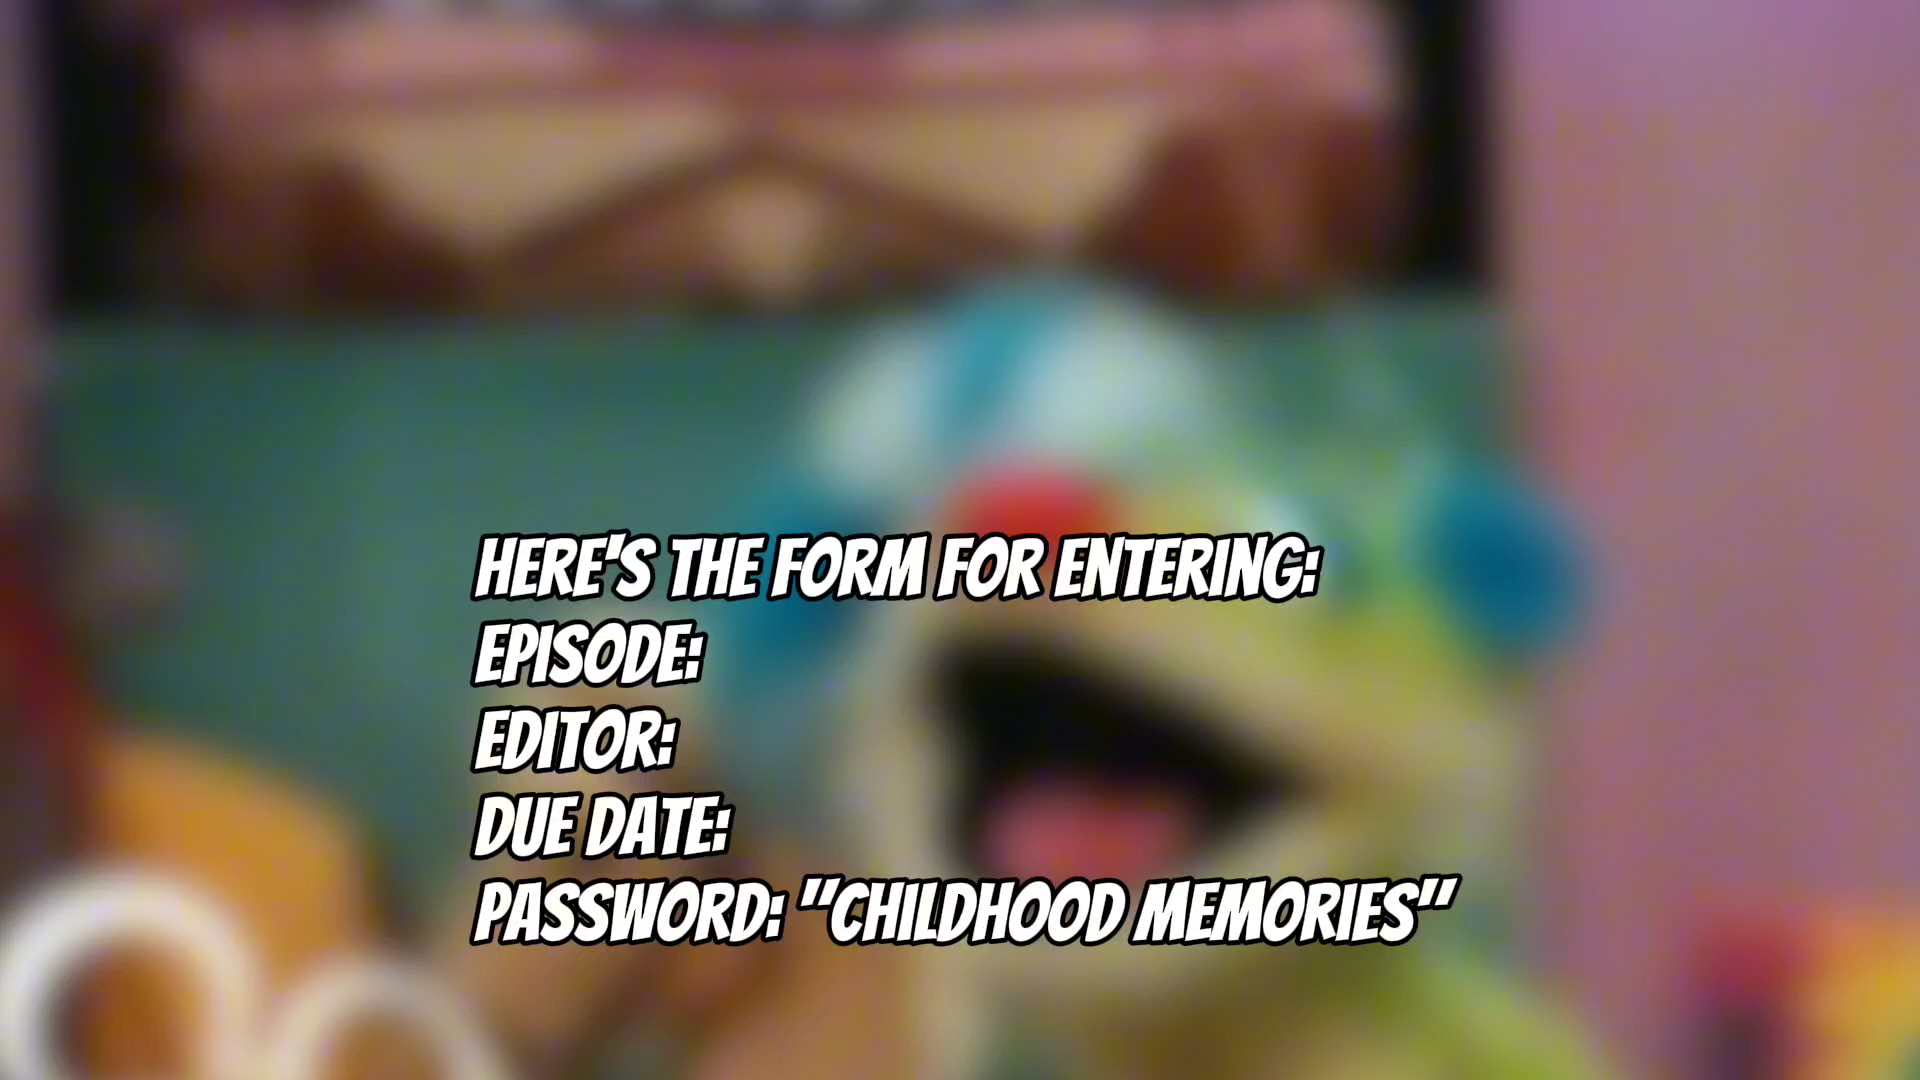 HERE'S THE FORM FOR ENTERING:
EPISODE:
EDITOR:
DUE DATE:
PASSWORD: "CHILDHOOD MEMORIES"